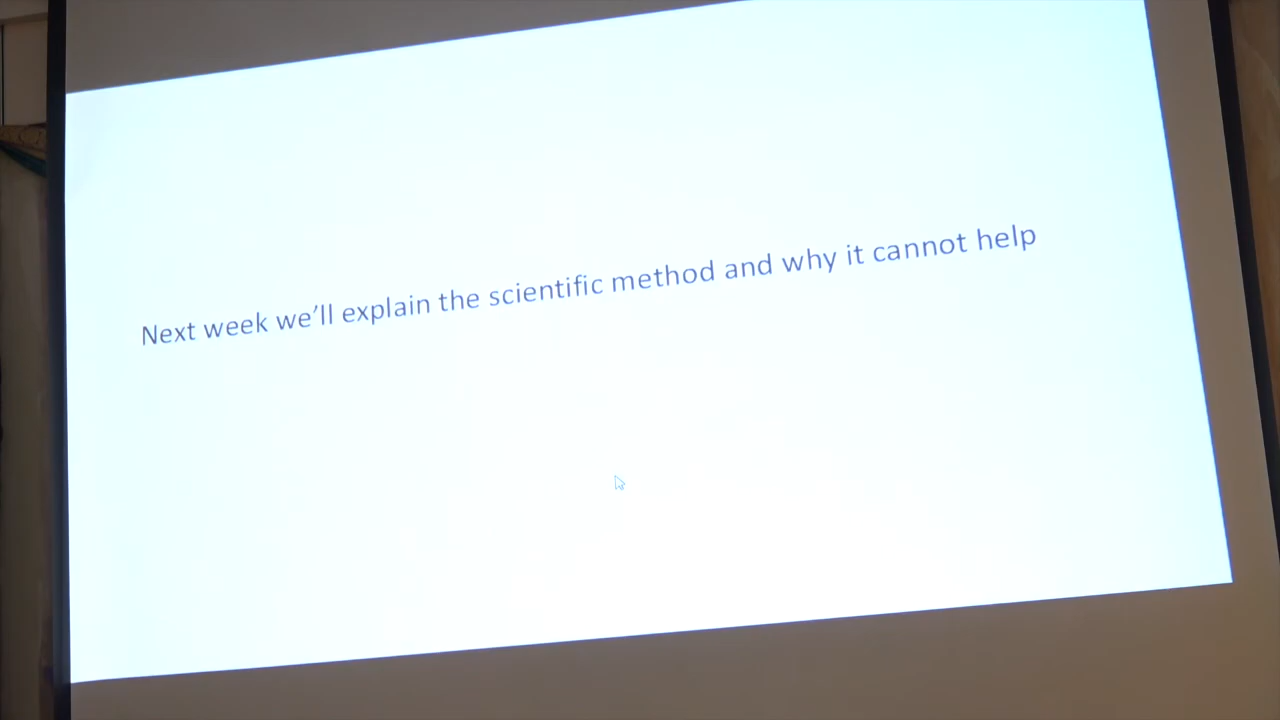 Next week we’ll explain the scientific method and why it cannot help